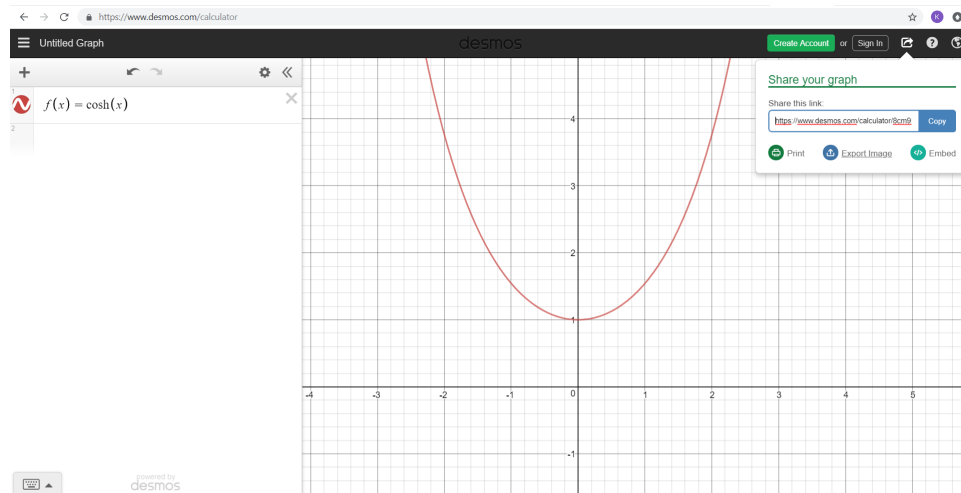 https://www.desmos.com/calculator
K
Untitled Graph
desmos
Create Account or Sign In
?
+
1
f(x) = cosh(x)
2
Share your graph
Share this link:
https //www.desmos.com/calculator/8cm9
Copy
Print
Export Image
Embed
4
3
2
1
-4 -3 -2 -1 0 1 2 3 4 5
-1
powered by
desmos